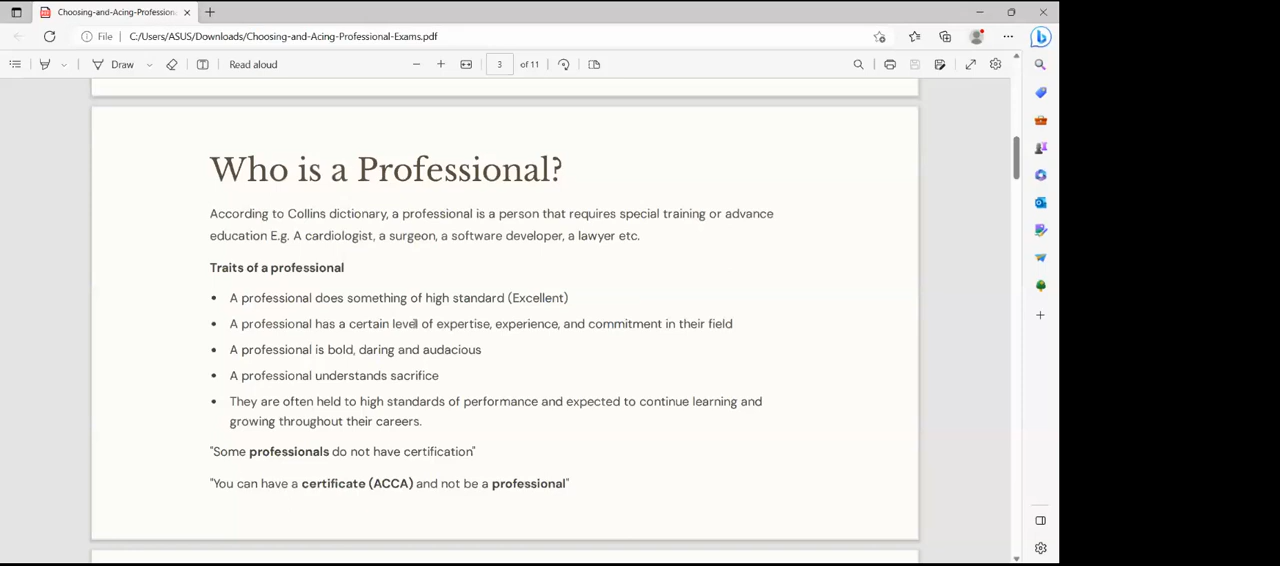 Choosing-and-Acing-Profession
File C:/Users/ASUS/Downloads/Choosing-and-Acing-Professional-Exams.pdf
Draw Read aloud 3 of 11
Who is a Professional?
According to Collins dictionary, a professional is a person that requires special training or advance
education E.g. A cardiologist, a surgeon, a software developer, a lawyer etc.
Traits of a professional
• A professional does something of high standard (Excellent)
• A professional has a certain level of expertise, experience, and commitment in their field
• A professional is bold, daring and audacious
• A professional understands sacrifice
• They are often held to high standards of performance and expected to continue learning and
growing throughout their careers.
"Some professionals do not have certification"
"You can have a certificate (ACCA) and not be a professional"